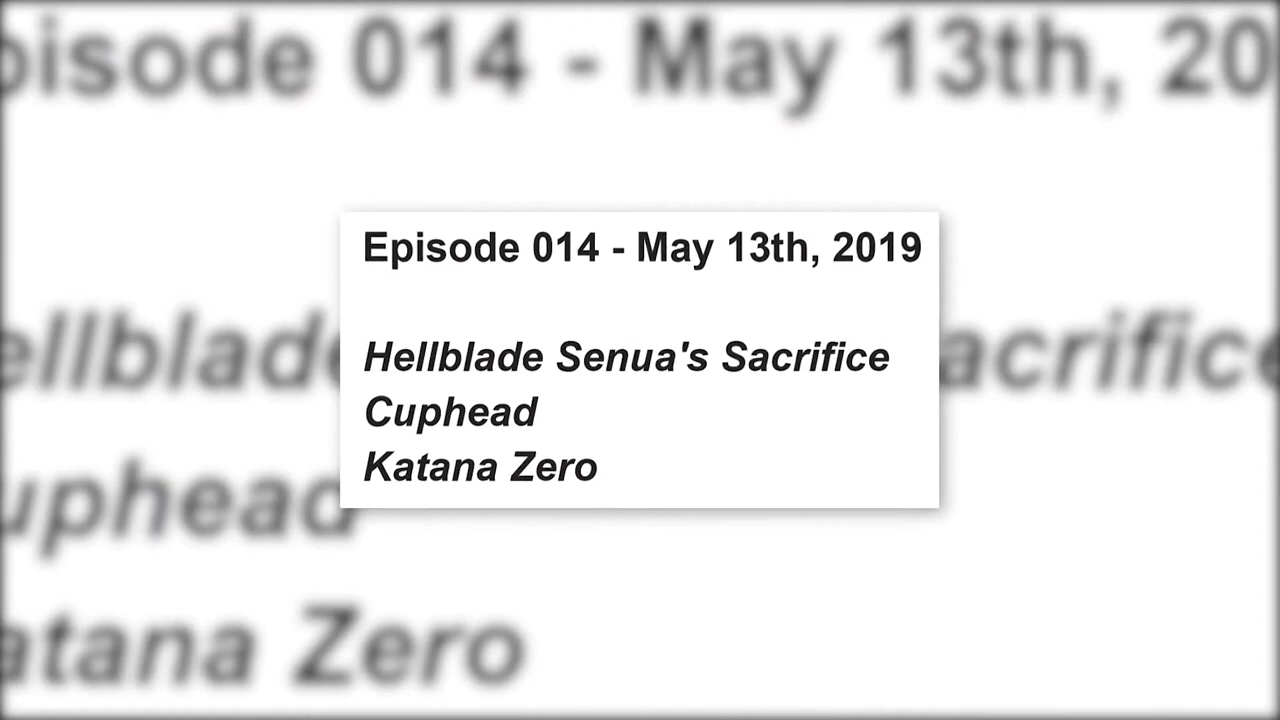 Episode 014 - May 13th, 2019
Hellblade Senua's Sacrifice
Cuphead
Katana Zero